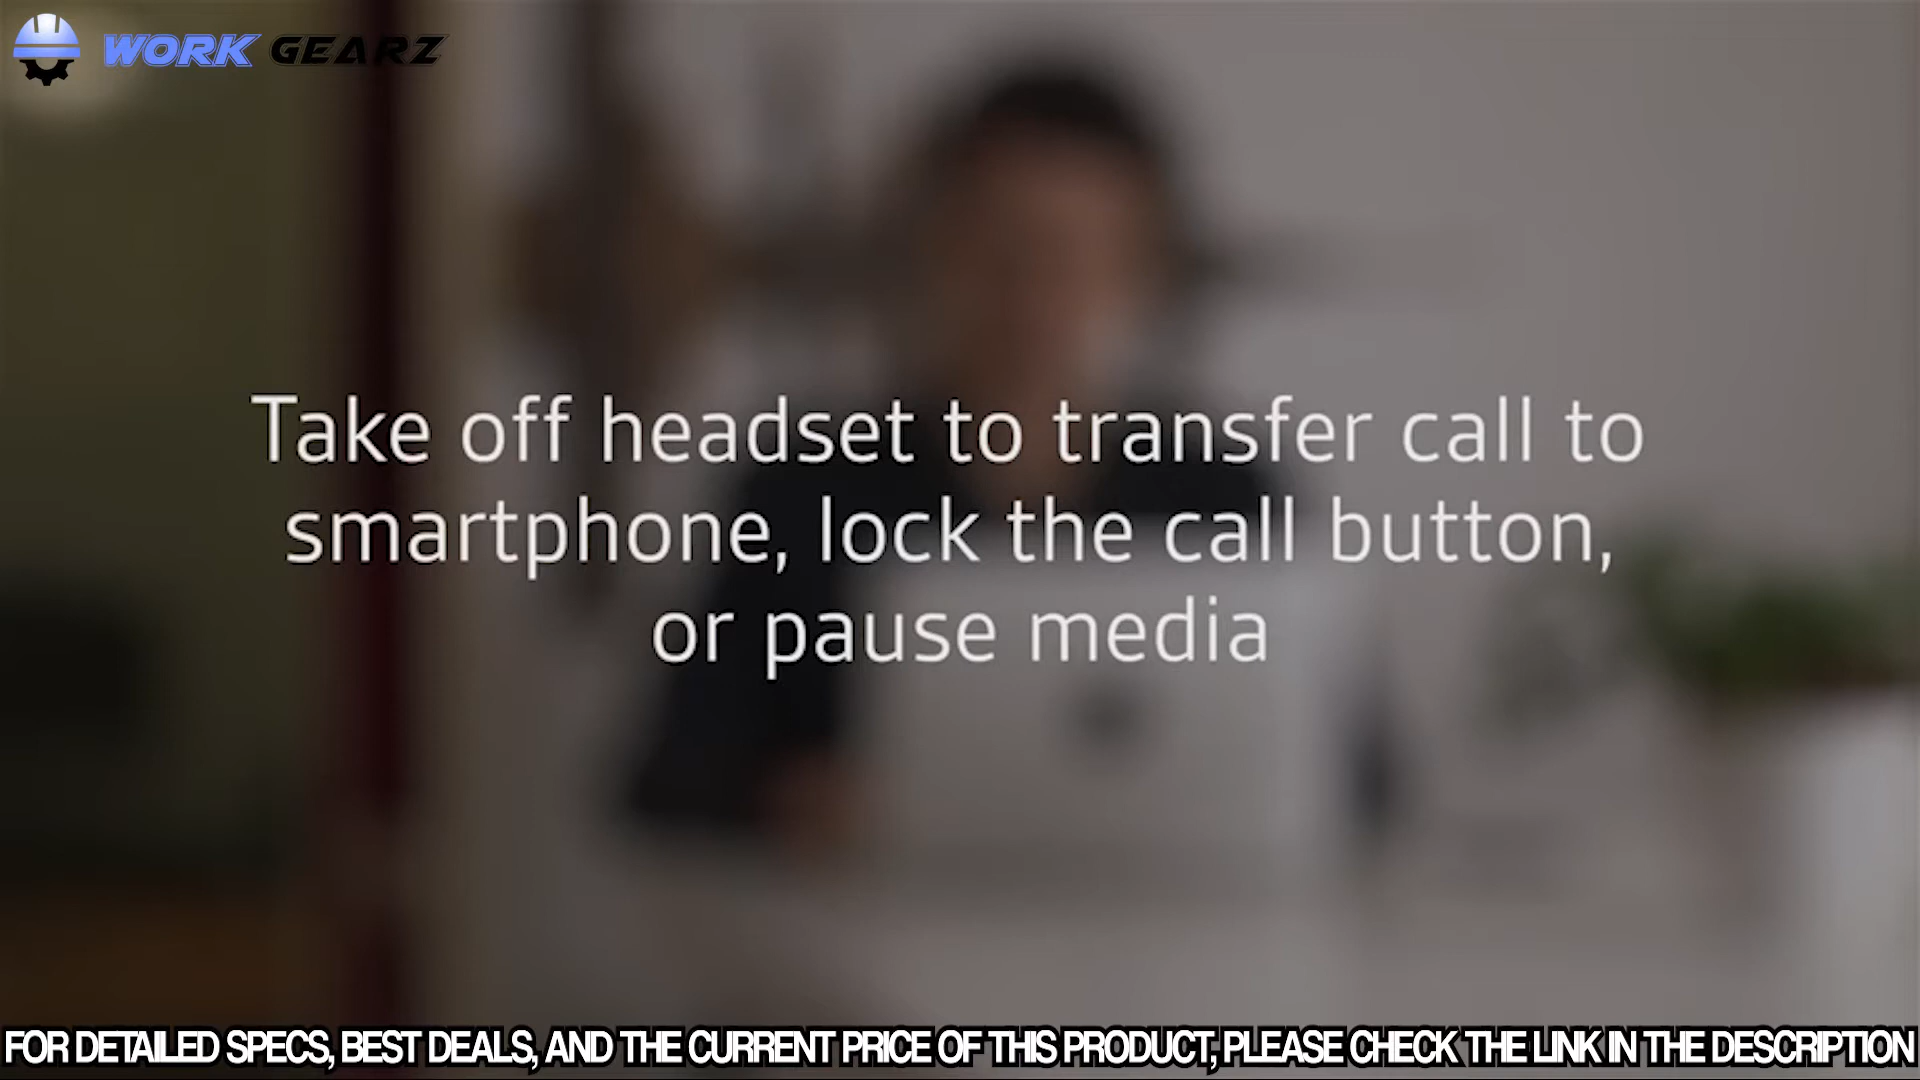 WORK GEARZ
Take off headset to transfer call to
smartphone, lock the call button,
or pause media
FOR DETAILED SPECS, BEST DEALS, AND THE CURRENT PRICE OF THIS PRODUCT, PLEASE CHECK THE LINK IN THE DESCRIPTION